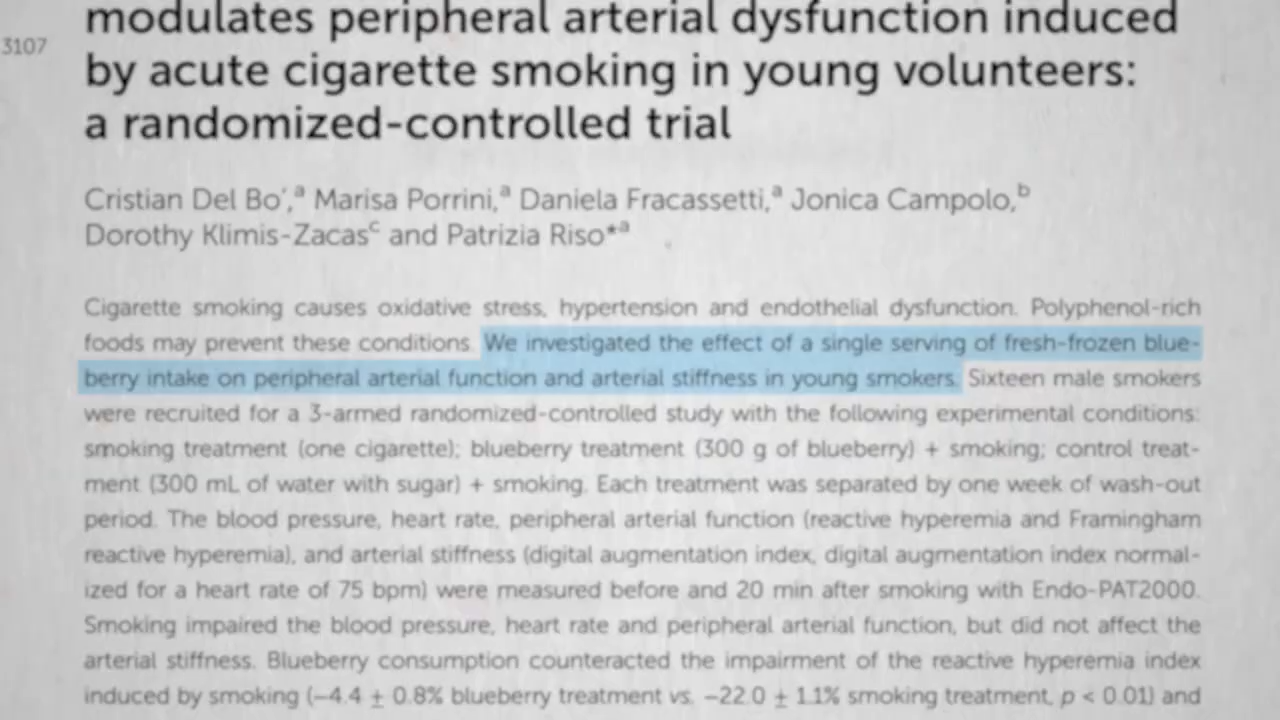 modulates peripheral arterial dysfunction induced
3107
by acute cigarette smoking in young volunteers:
a randomized-controlled trial
Cristian Del Bo',ᵃ Marisa Porrini,ᵃ Daniela Fracassetti,ᵃ Jonica Campolo,ᵇ
Dorothy Klimis-Zacasᶜ and Patrizia Riso*ᵃ
Cigarette smoking causes oxidative stress, hypertension and endothelial dysfunction. Polyphenol-rich
foods may prevent these conditions. We investigated the effect of a single serving of fresh-frozen blue-
berry intake on peripheral arterial function and arterial stiffness in young smokers. Sixteen male smokers
were recruited for a 3-armed randomized-controlled study with the following experimental conditions:
smoking treatment (one cigarette); blueberry treatment (300 g of blueberry) + smoking; control treat-
ment (300 mL of water with sugar) + smoking. Each treatment was separated by one week of wash-out
period. The blood pressure, heart rate, peripheral arterial function (reactive hyperemia and Framingham
reactive hyperemia), and arterial stiffness (digital augmentation index, digital augmentation index normal-
ized for a heart rate of 75 bpm) were measured before and 20 min after smoking with Endo-PAT2000.
Smoking impaired the blood pressure, heart rate and peripheral arterial function, but did not affect the
arterial stiffness. Blueberry consumption counteracted the impairment of the reactive hyperemia index
induced by smoking (−4.4 ± 0.8% blueberry treatment vs. −22.0 ± 1.1% smoking treatment, p < 0.01) and